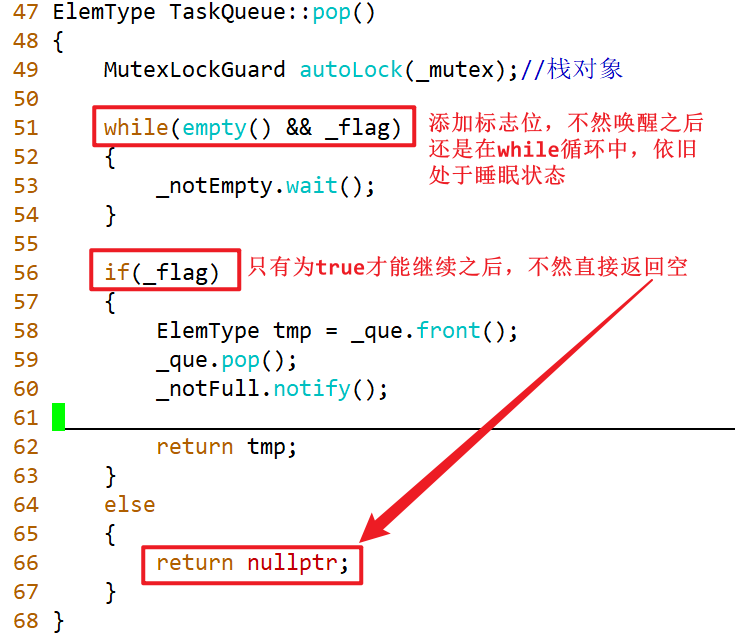 47 ElemType TaskQueue::pop()
48 {
49     MutexLockGuard autoLock(_mutex);//栈对象
50
51     while(empty() && _flag)
添加标志位，不然唤醒之后
还是在while循环中，依旧
处于睡眠状态
52     {
53         _notEmpty.wait();
54     }
55
56     if(_flag)
只有为true才能继续之后，不然直接返回空
57     {
58         ElemType tmp = _que.front();
59         _que.pop();
60         _notFull.notify();
61
62         return tmp;
63     }
64     else
65     {
66         return nullptr;
67     }
68 }